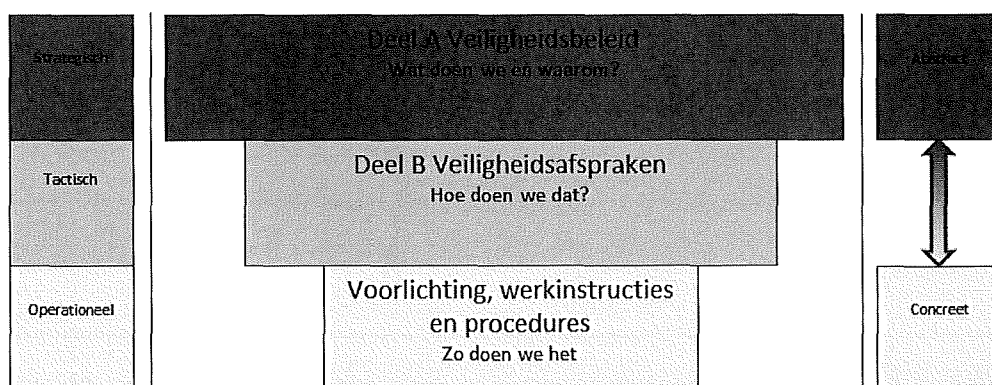 Strategisch
Deel A Veiligheidsbeleid
Wat doen we en waarom?
Abstract
Tactisch
Deel B Veiligheidsafspraken
Hoe doen we dat?
Operationeel
Voorlichting, werkinstructies
en procedures
Zo doen we het
Concreet